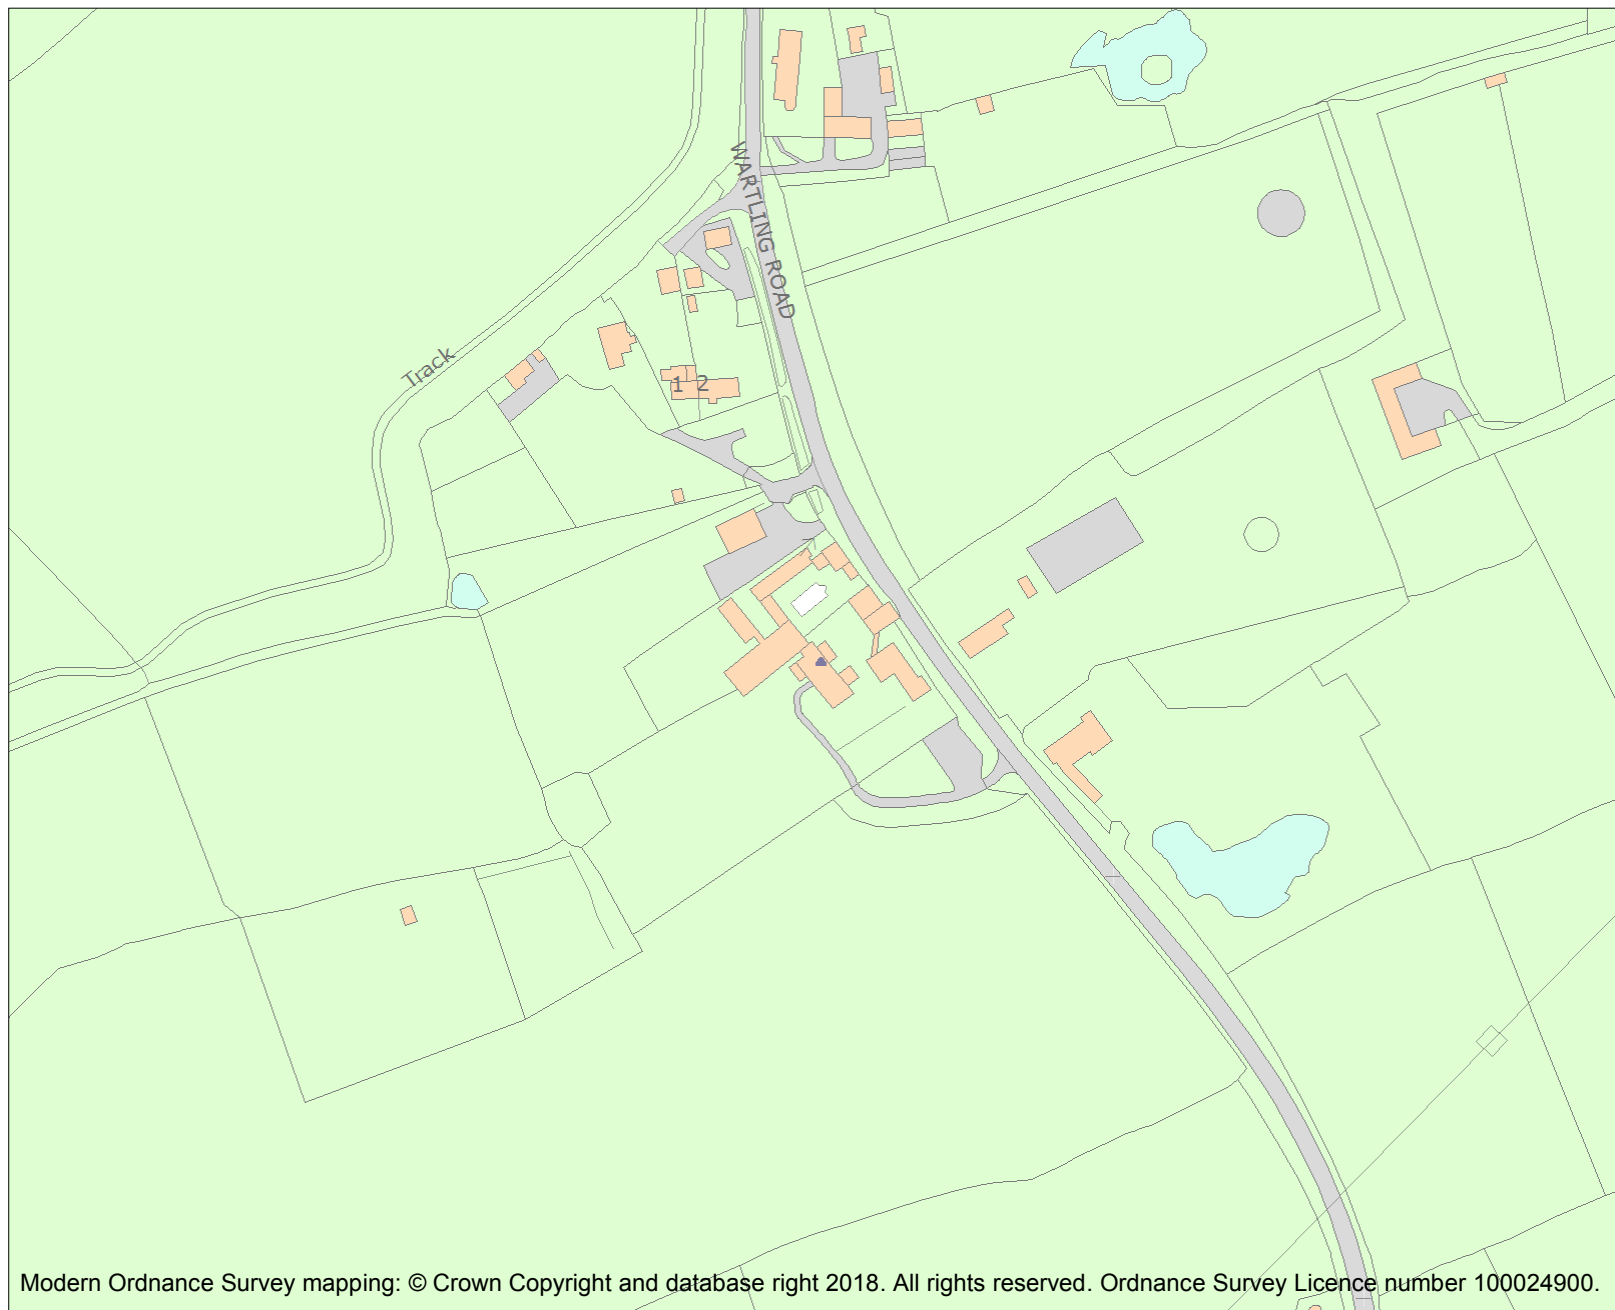 WARTLING ROAD
Track
1 2
Modern Ordnance Survey mapping: © Crown Copyright and database right 2018. All rights reserved. Ordnance Survey Licence number 100024900.